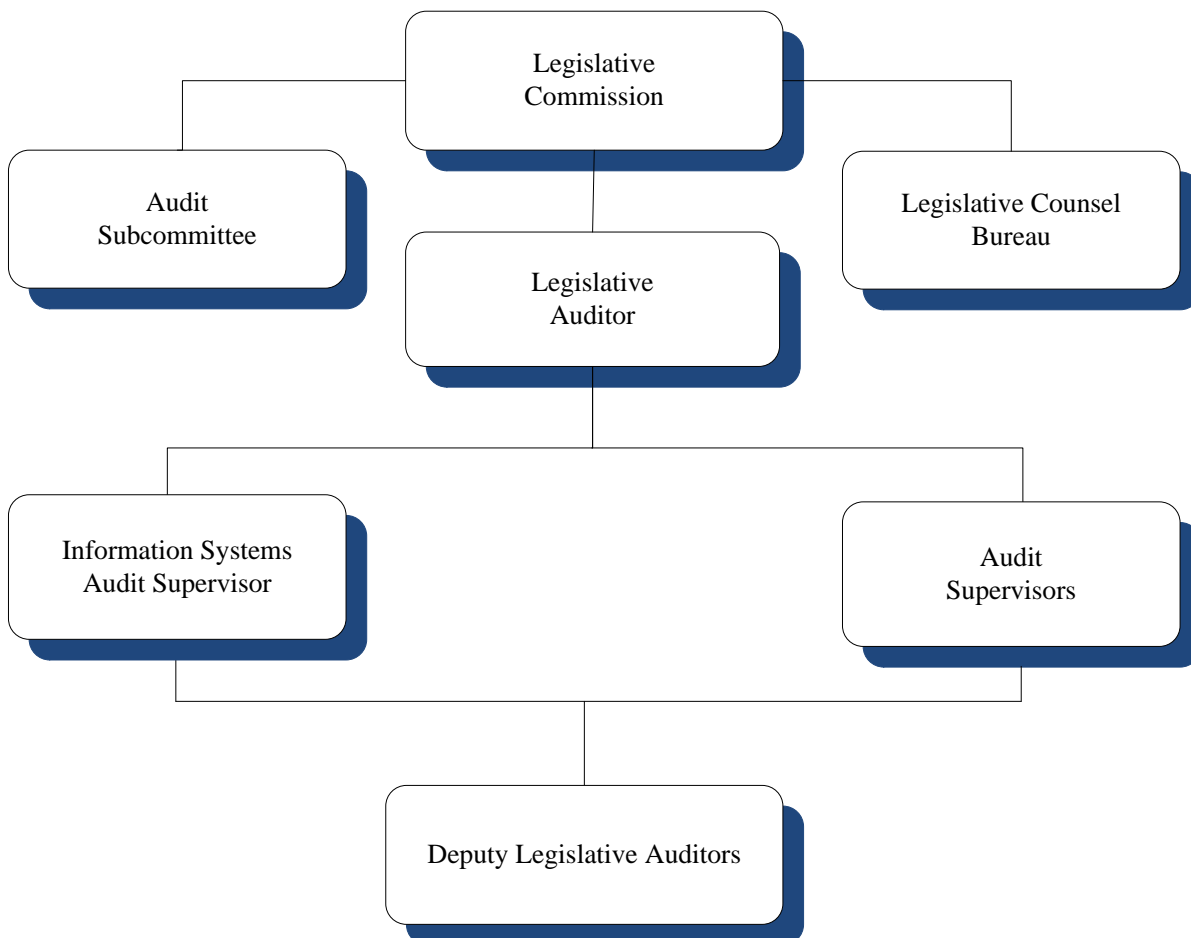 Legislative
Commission
Audit
Subcommittee
Legislative Counsel
Bureau
Legislative
Auditor
Information Systems
Audit Supervisor
Audit
Supervisors
Deputy Legislative Auditors